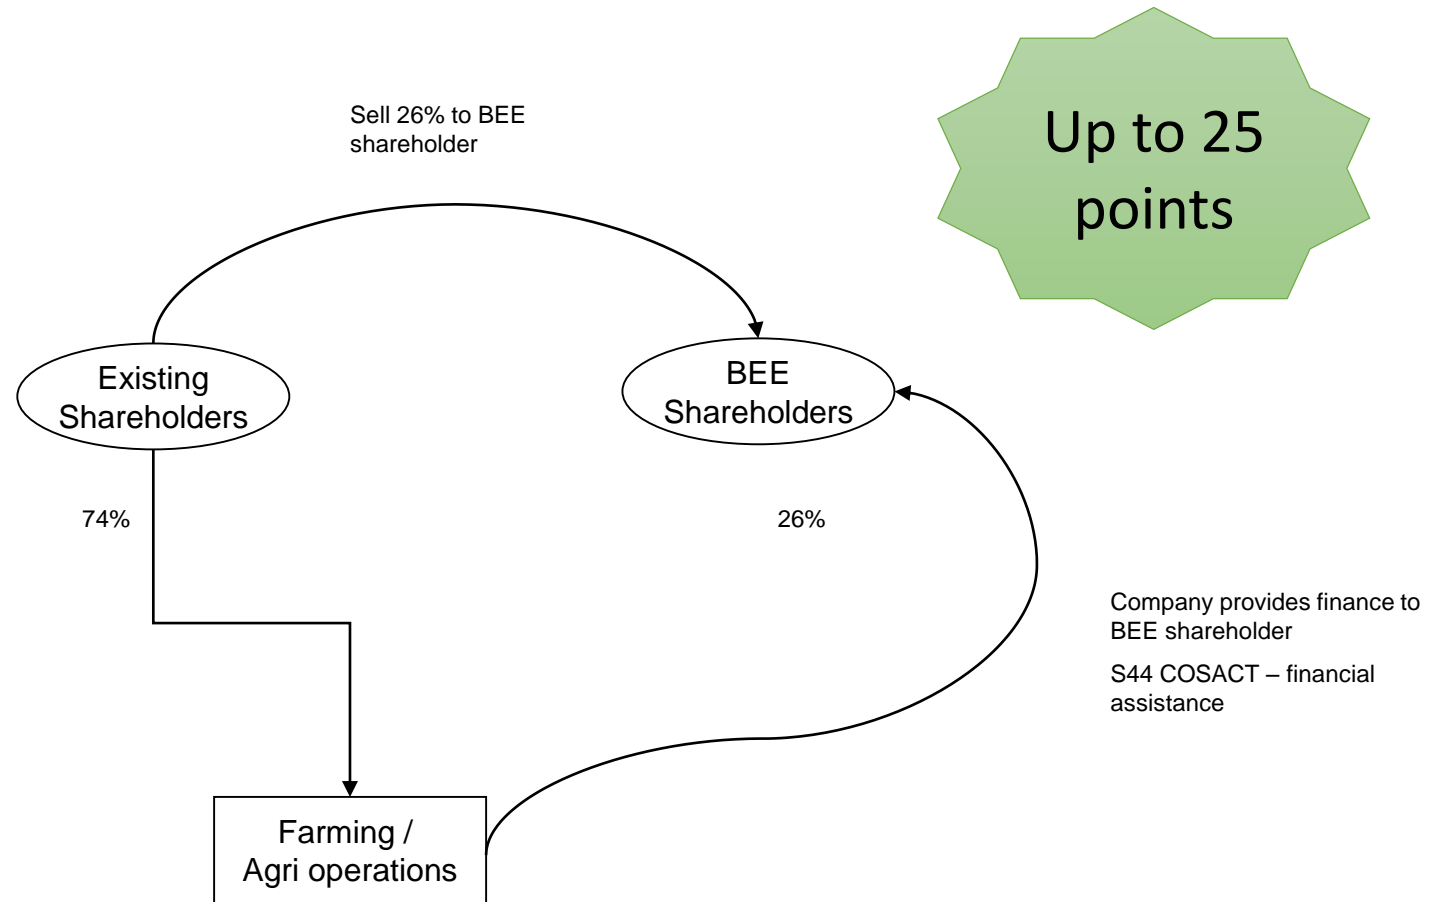 Sell 26% to BEE
shareholder
Up to 25
points
Existing
Shareholders
BEE
Shareholders
74%
26%
Company provides finance to
BEE shareholder
S44 COSACT – financial
assistance
Farming /
Agri operations